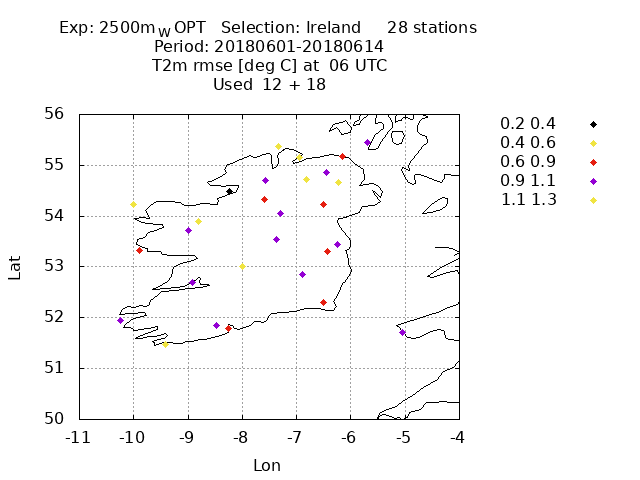 Exp: 2500m_W OPT Selection: Ireland 28 stations
Period: 20180601-20180614
T2m rmse [deg C] at 06 UTC
Used 12 + 18
0.2 0.4
0.4 0.6
0.6 0.9
0.9 1.1
1.1 1.3
56
55
54
53
52
51
50
Lat
-11 -10 -9 -8 -7 -6 -5 -4
Lon